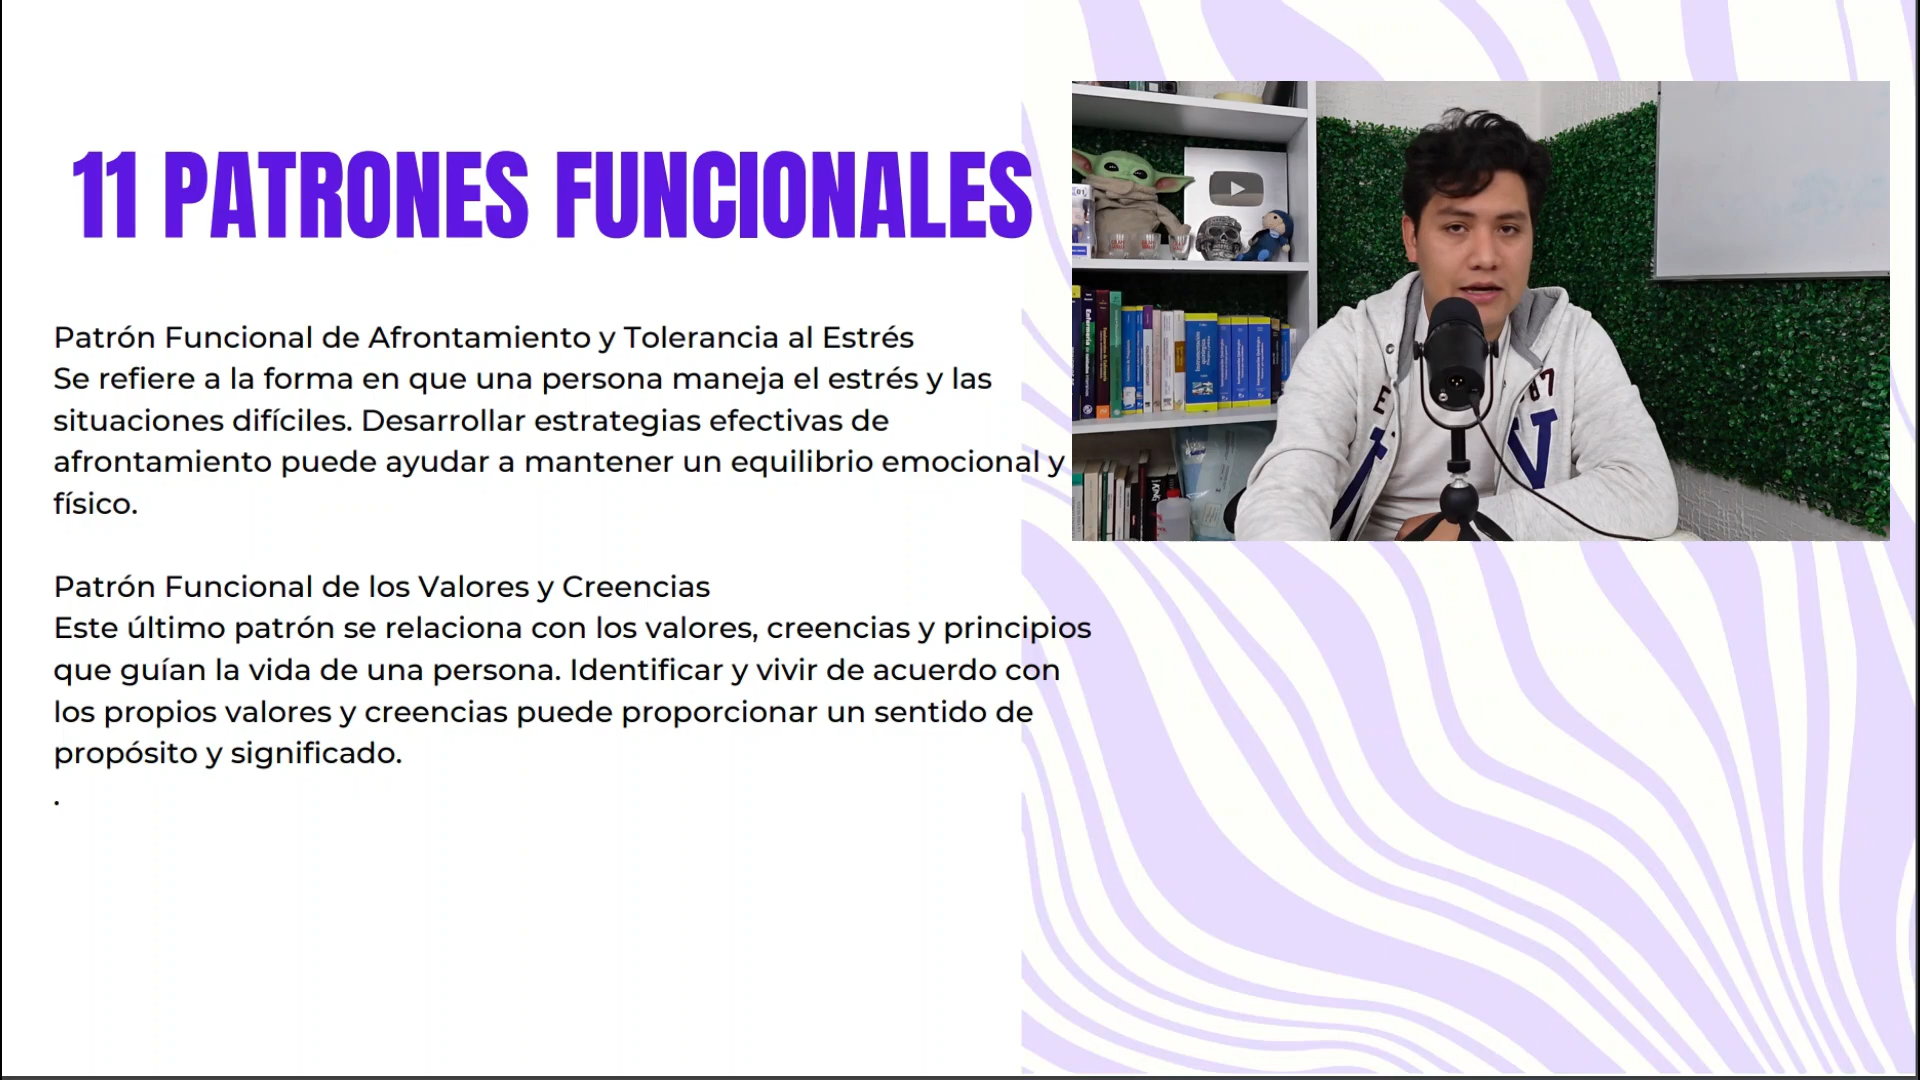 11 PATRONES FUNCIONALES
Patrón Funcional de Afrontamiento y Tolerancia al Estrés
Se refiere a la forma en que una persona maneja el estrés y las
situaciones difíciles. Desarrollar estrategias efectivas de
afrontamiento puede ayudar a mantener un equilibrio emocional y
físico.
Patrón Funcional de los Valores y Creencias
Este último patrón se relaciona con los valores, creencias y principios
que guían la vida de una persona. Identificar y vivir de acuerdo con
los propios valores y creencias puede proporcionar un sentido de
propósito y significado.
.